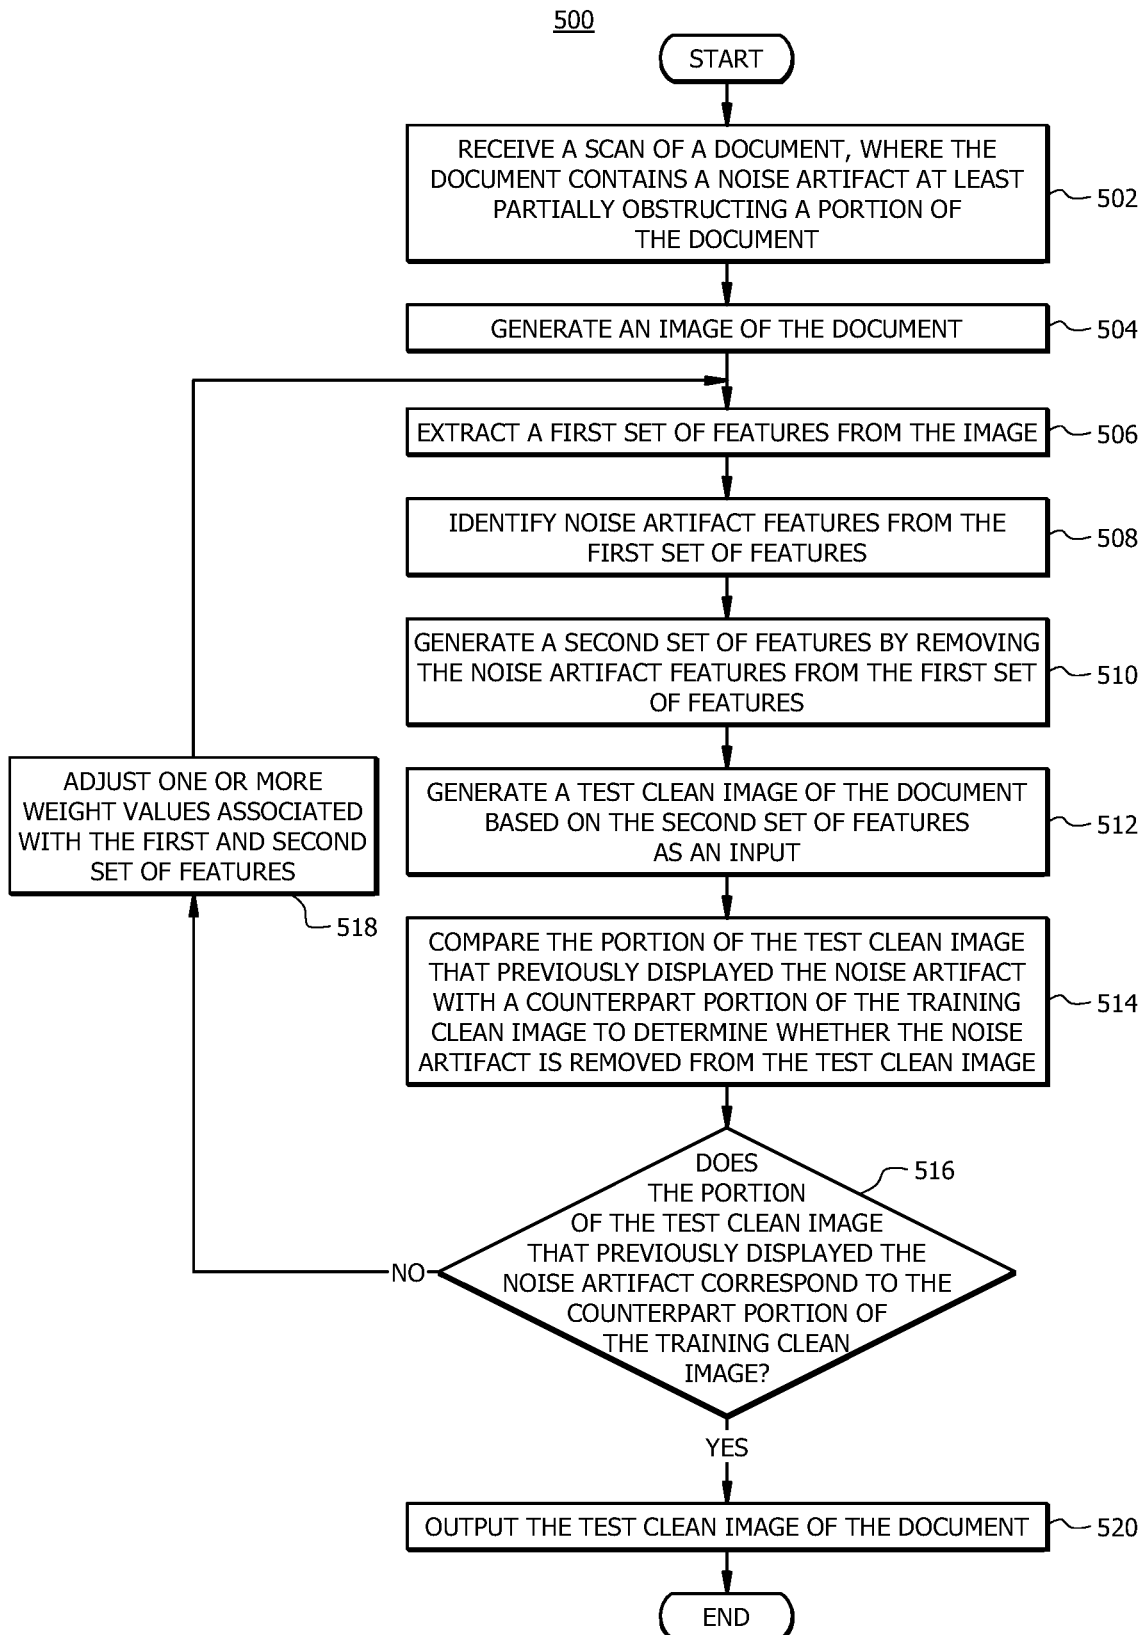 500
START
RECEIVE A SCAN OF A DOCUMENT, WHERE THE
DOCUMENT CONTAINS A NOISE ARTIFACT AT LEAST
PARTIALLY OBSTRUCTING A PORTION OF
THE DOCUMENT
502
GENERATE AN IMAGE OF THE DOCUMENT
504
EXTRACT A FIRST SET OF FEATURES FROM THE IMAGE
506
IDENTIFY NOISE ARTIFACT FEATURES FROM THE
FIRST SET OF FEATURES
508
GENERATE A SECOND SET OF FEATURES BY REMOVING
THE NOISE ARTIFACT FEATURES FROM THE FIRST SET
OF FEATURES
510
GENERATE A TEST CLEAN IMAGE OF THE DOCUMENT
BASED ON THE SECOND SET OF FEATURES
AS AN INPUT
512
COMPARE THE PORTION OF THE TEST CLEAN IMAGE
THAT PREVIOUSLY DISPLAYED THE NOISE ARTIFACT
WITH A COUNTERPART PORTION OF THE TRAINING
CLEAN IMAGE TO DETERMINE WHETHER THE NOISE
ARTIFACT IS REMOVED FROM THE TEST CLEAN IMAGE
514
DOES
THE PORTION
OF THE TEST CLEAN IMAGE
THAT PREVIOUSLY DISPLAYED THE
NOISE ARTIFACT CORRESPOND TO THE
COUNTERPART PORTION OF
THE TRAINING CLEAN
IMAGE?
516
NO
ADJUST ONE OR MORE
WEIGHT VALUES ASSOCIATED
WITH THE FIRST AND SECOND
SET OF FEATURES
518
YES
OUTPUT THE TEST CLEAN IMAGE OF THE DOCUMENT
520
END